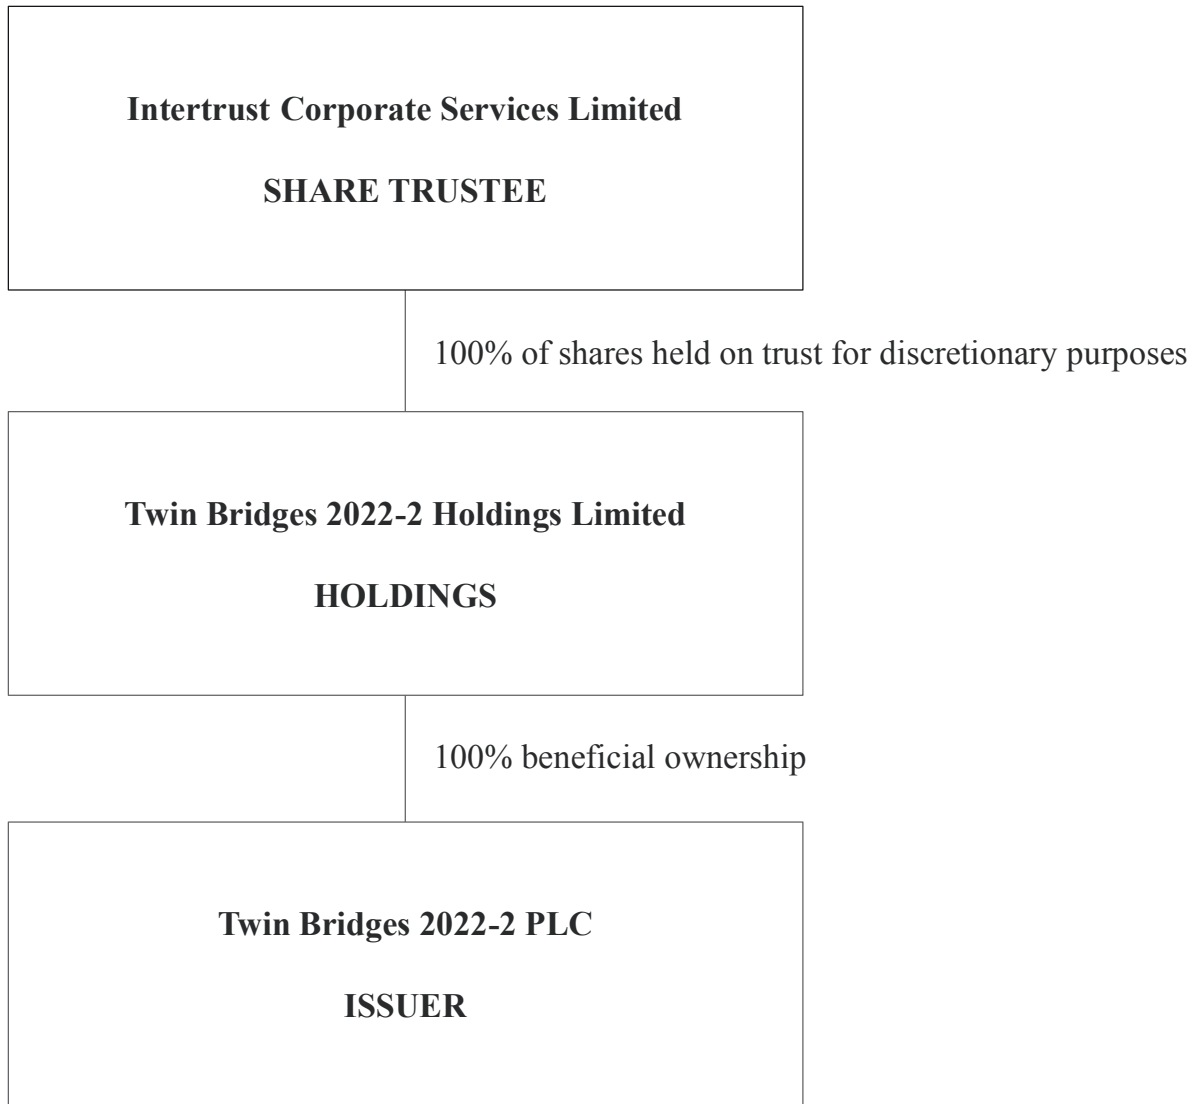 Intertrust Corporate Services Limited
SHARE TRUSTEE
100% of shares held on trust for discretionary purposes
Twin Bridges 2022-2 Holdings Limited
HOLDINGS
100% beneficial ownership
Twin Bridges 2022-2 PLC
ISSUER